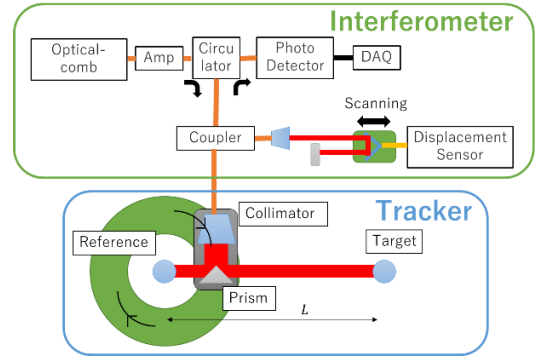 Interferometer
Optical-
comb
Amp
Circu
lator
Photo
Detector
DAQ
Scanning
Coupler
Displacement
Sensor
Tracker
Collimator
Reference
Target
Prism
L